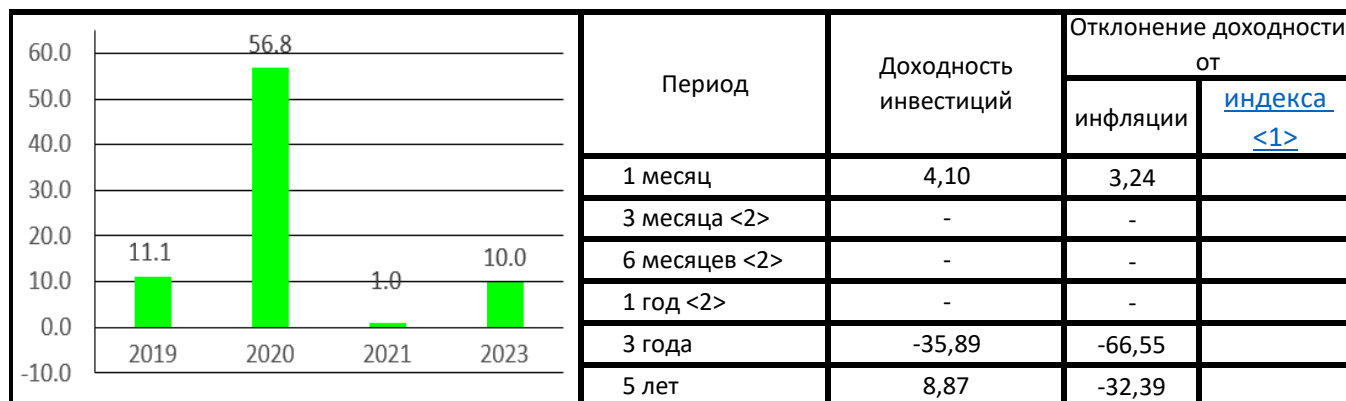 60.0
50.0
40.0
30.0
20.0
10.0
0.0
-10.0
11.1
56.8
1.0
10.0
2019 2020 2021 2023
Период
Доходность
инвестиций
Отклонение доходности
от
инфляции
индекса
<1>
1 месяц 4,10 3,24
3 месяца <2> - -
6 месяцев <2> - -
1 год <2> - -
3 года -35,89 -66,55
5 лет 8,87 -32,39